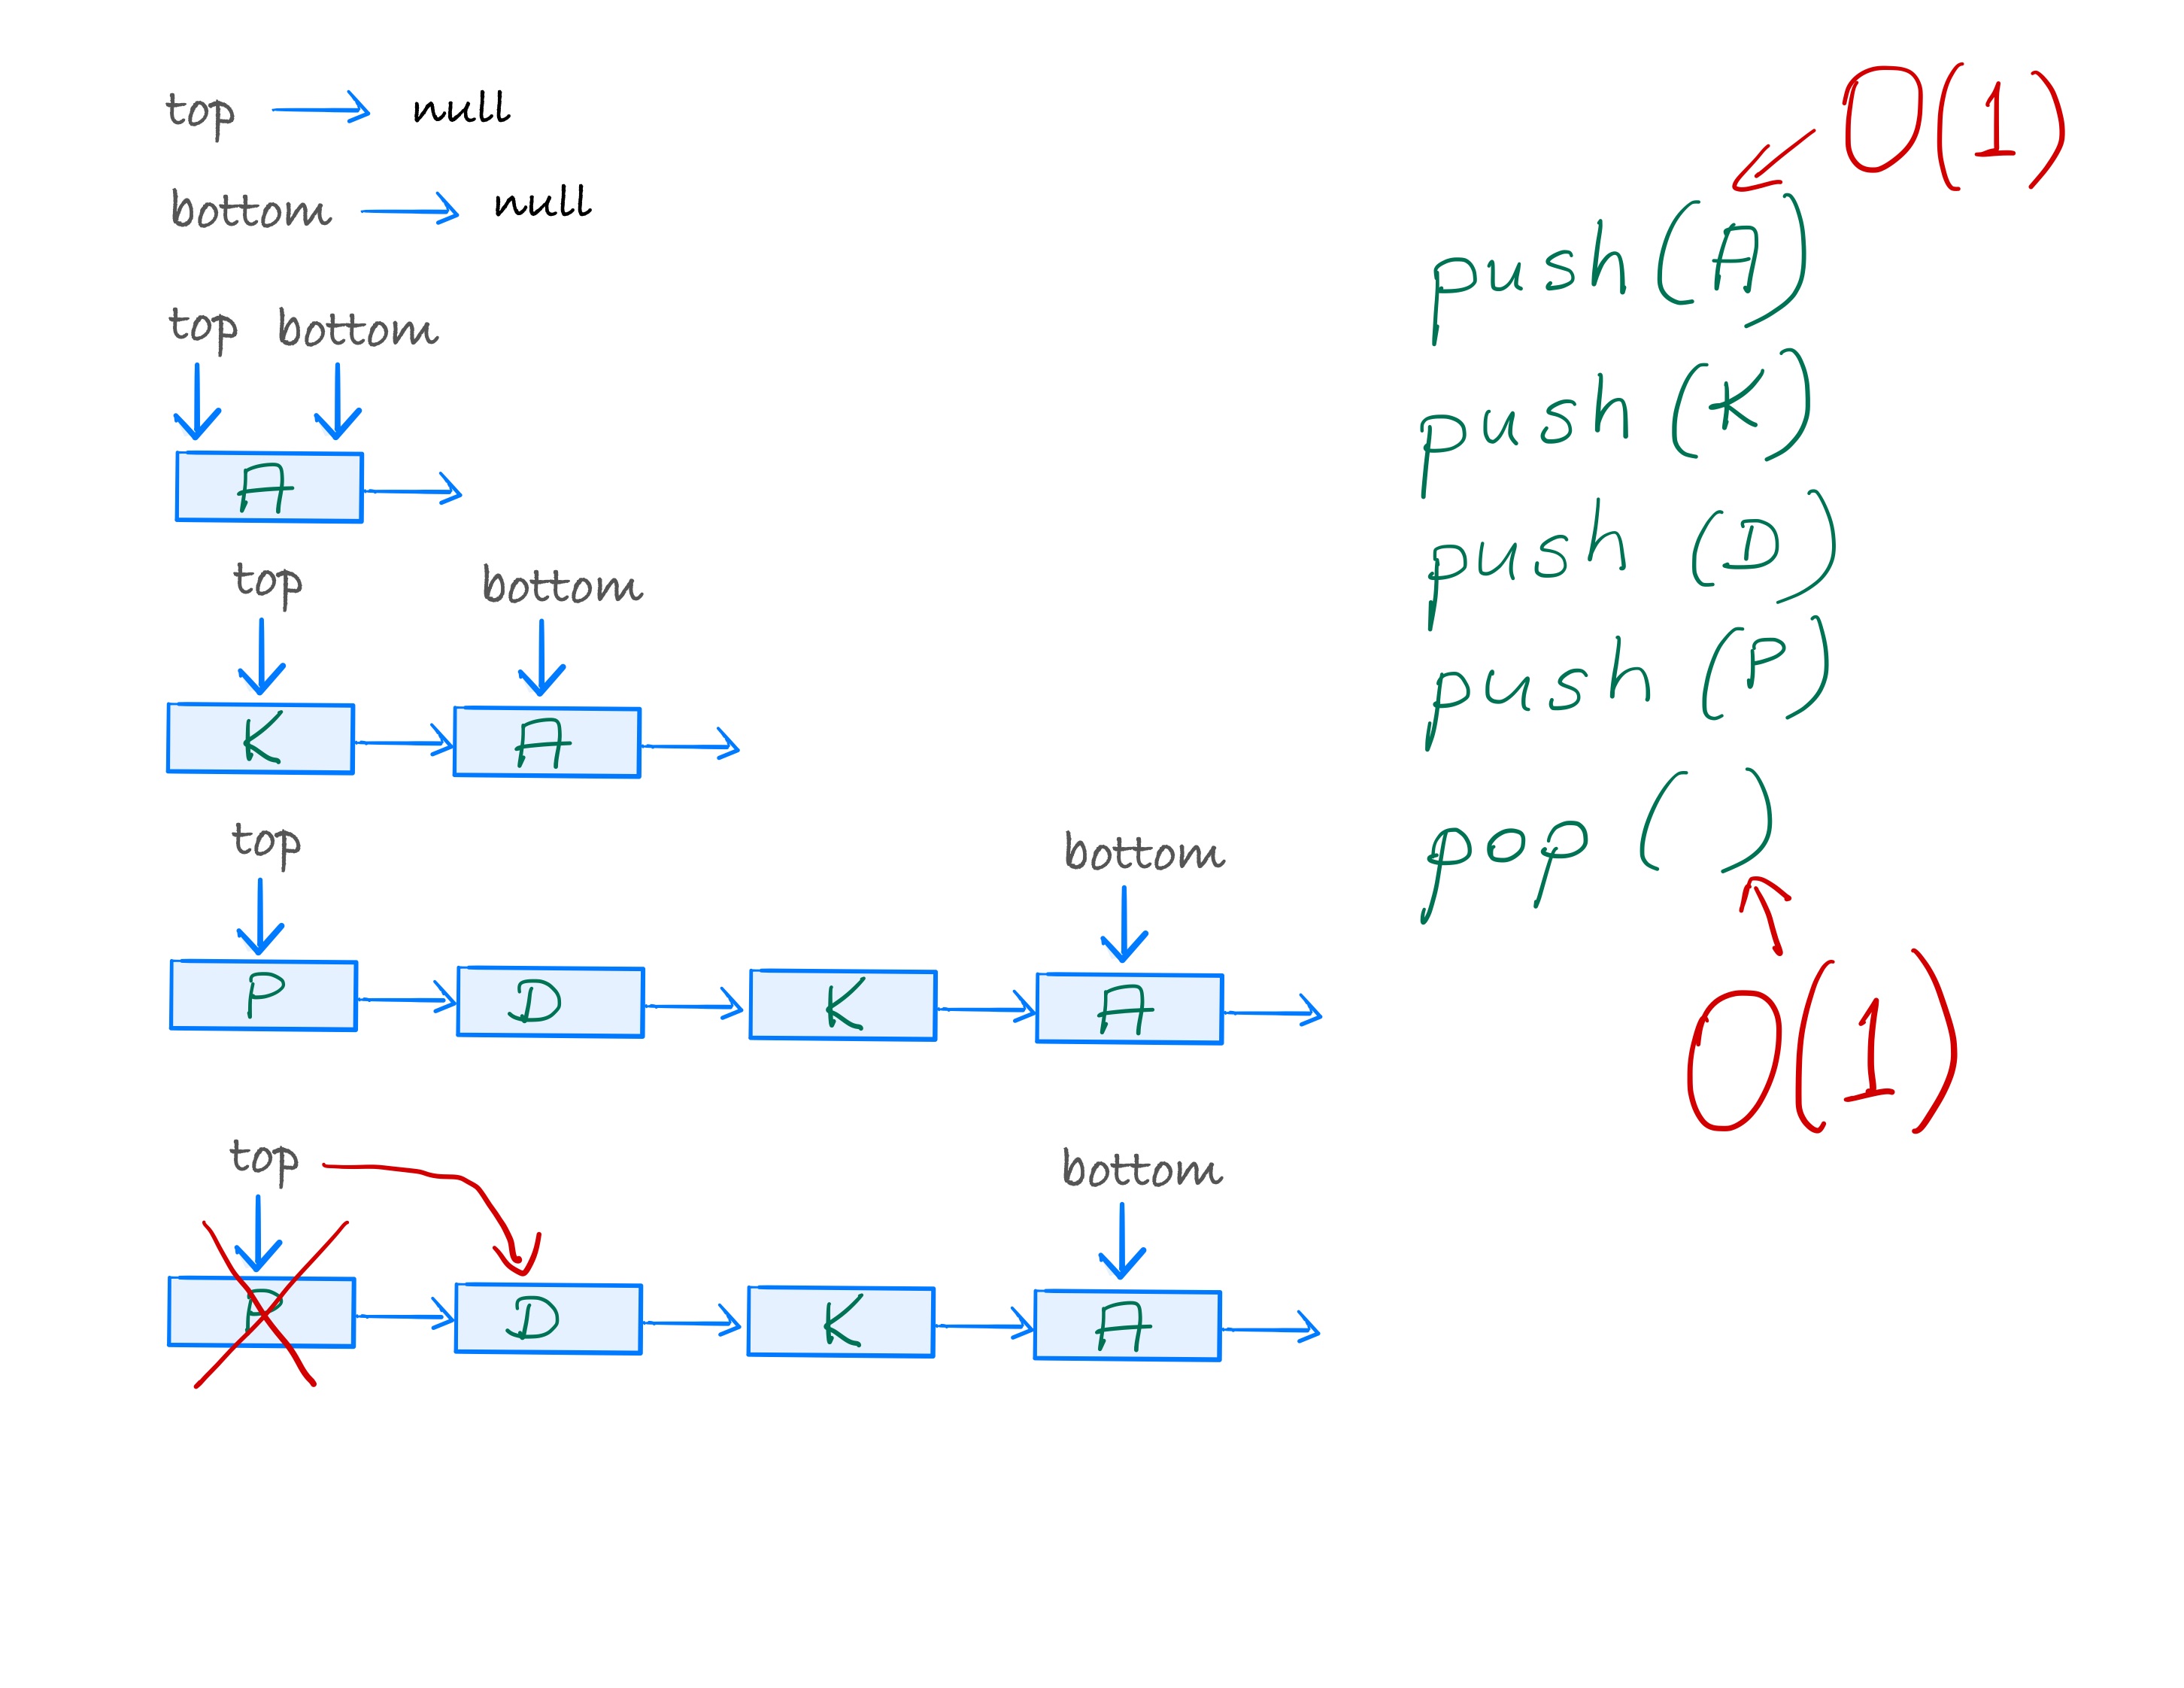 top null
bottom null
top bottom
A
top bottom
K A
top bottom
P D K A
top bottom
P D K A
O(1)
push (A)
push (K)
push (D)
push (P)
pop ( )
O(1)